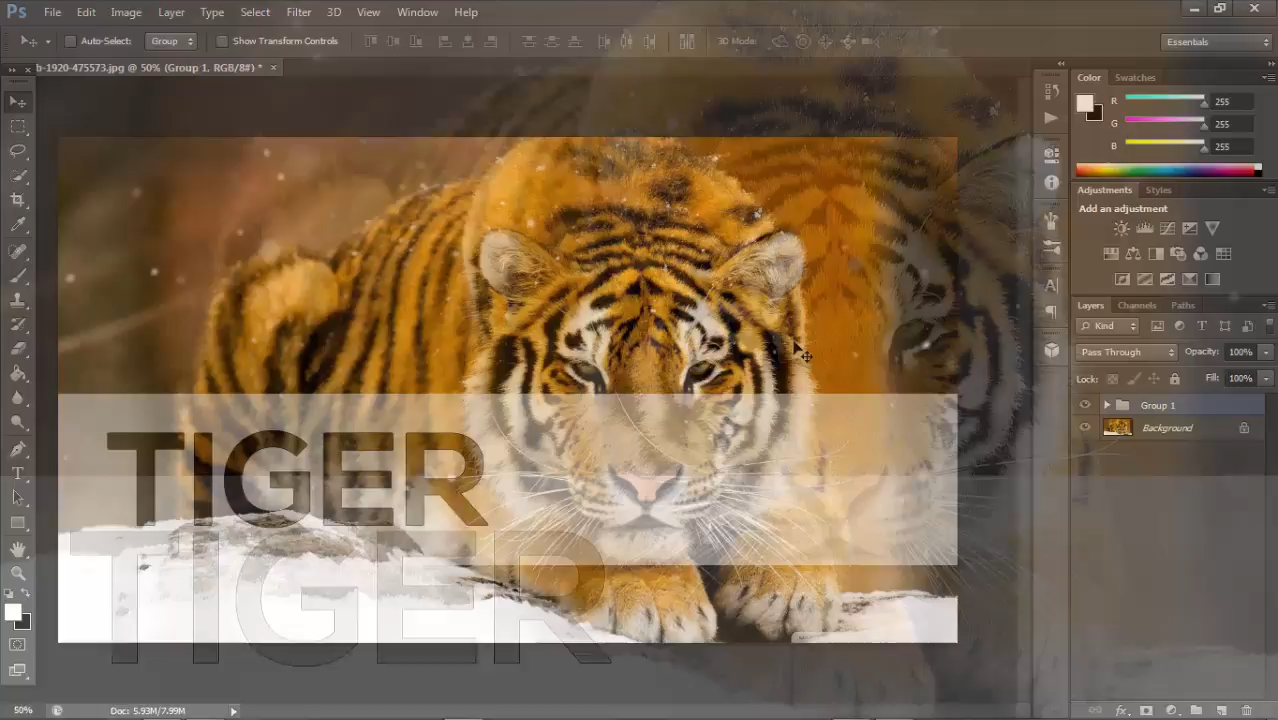 Ps File Edit Image Layer Type Select Filter 3D View Window Help
Auto-Select: Group Show Transform Controls 3D Mode: Essentials
b-1920-475573.jpg @ 50% (Group 1, RGB/8#) * ×
Color Swatches
R 255
G 255
B 255
Adjustments Styles
Add an adjustment
Layers Channels Paths
Kind
Pass Through Opacity: 100%
Lock: Fill: 100%
Group 1
Background
TIGER
TIGER
50% Doc: 5.93M/7.99M